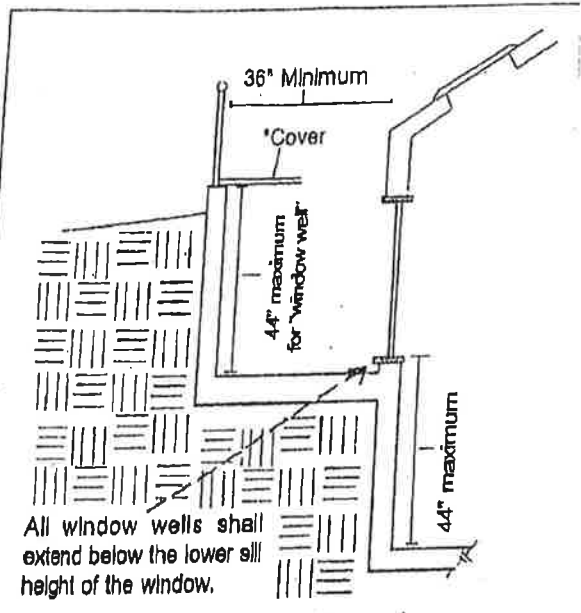 36" Minimum
*Cover
44" maximum
for "window well"
44" maximum
All window wells shall
extend below the lower sill
height of the window.